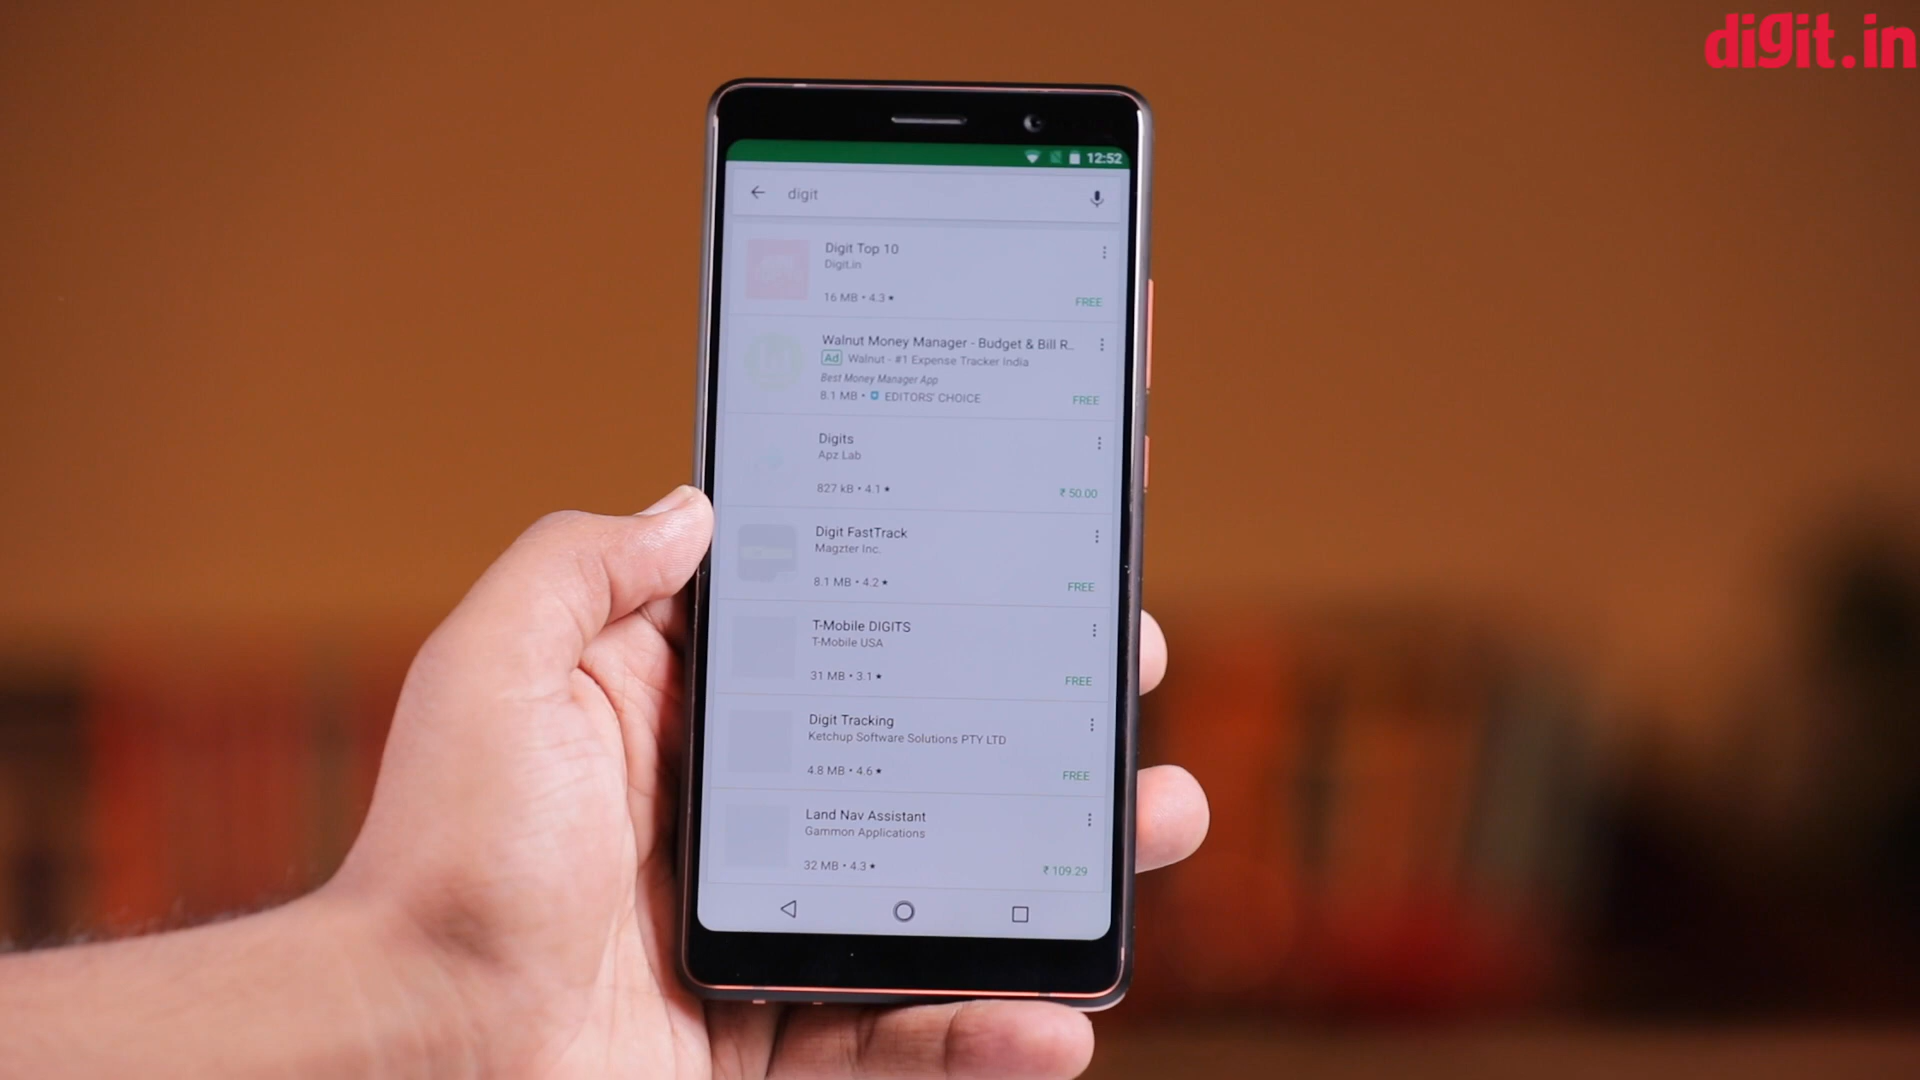 digit.in
12:52
digit
Digit Top 10
Digit.in
16 MB • 4.3 ★
FREE
Walnut Money Manager - Budget & Bill R..
Ad Walnut - #1 Expense Tracker India
Best Money Manager App
8.1 MB • EDITORS' CHOICE
FREE
Digits
Apz Lab
827 kB • 4.1 ★
₹ 50.00
Digit FastTrack
Magzter Inc.
8.1 MB • 4.2 ★
FREE
T-Mobile DIGITS
T-Mobile USA
31 MB • 3.1 ★
FREE
Digit Tracking
Ketchup Software Solutions PTY LTD
4.8 MB • 4.6 ★
FREE
Land Nav Assistant
Gammon Applications
32 MB • 4.3 ★
₹ 109.29